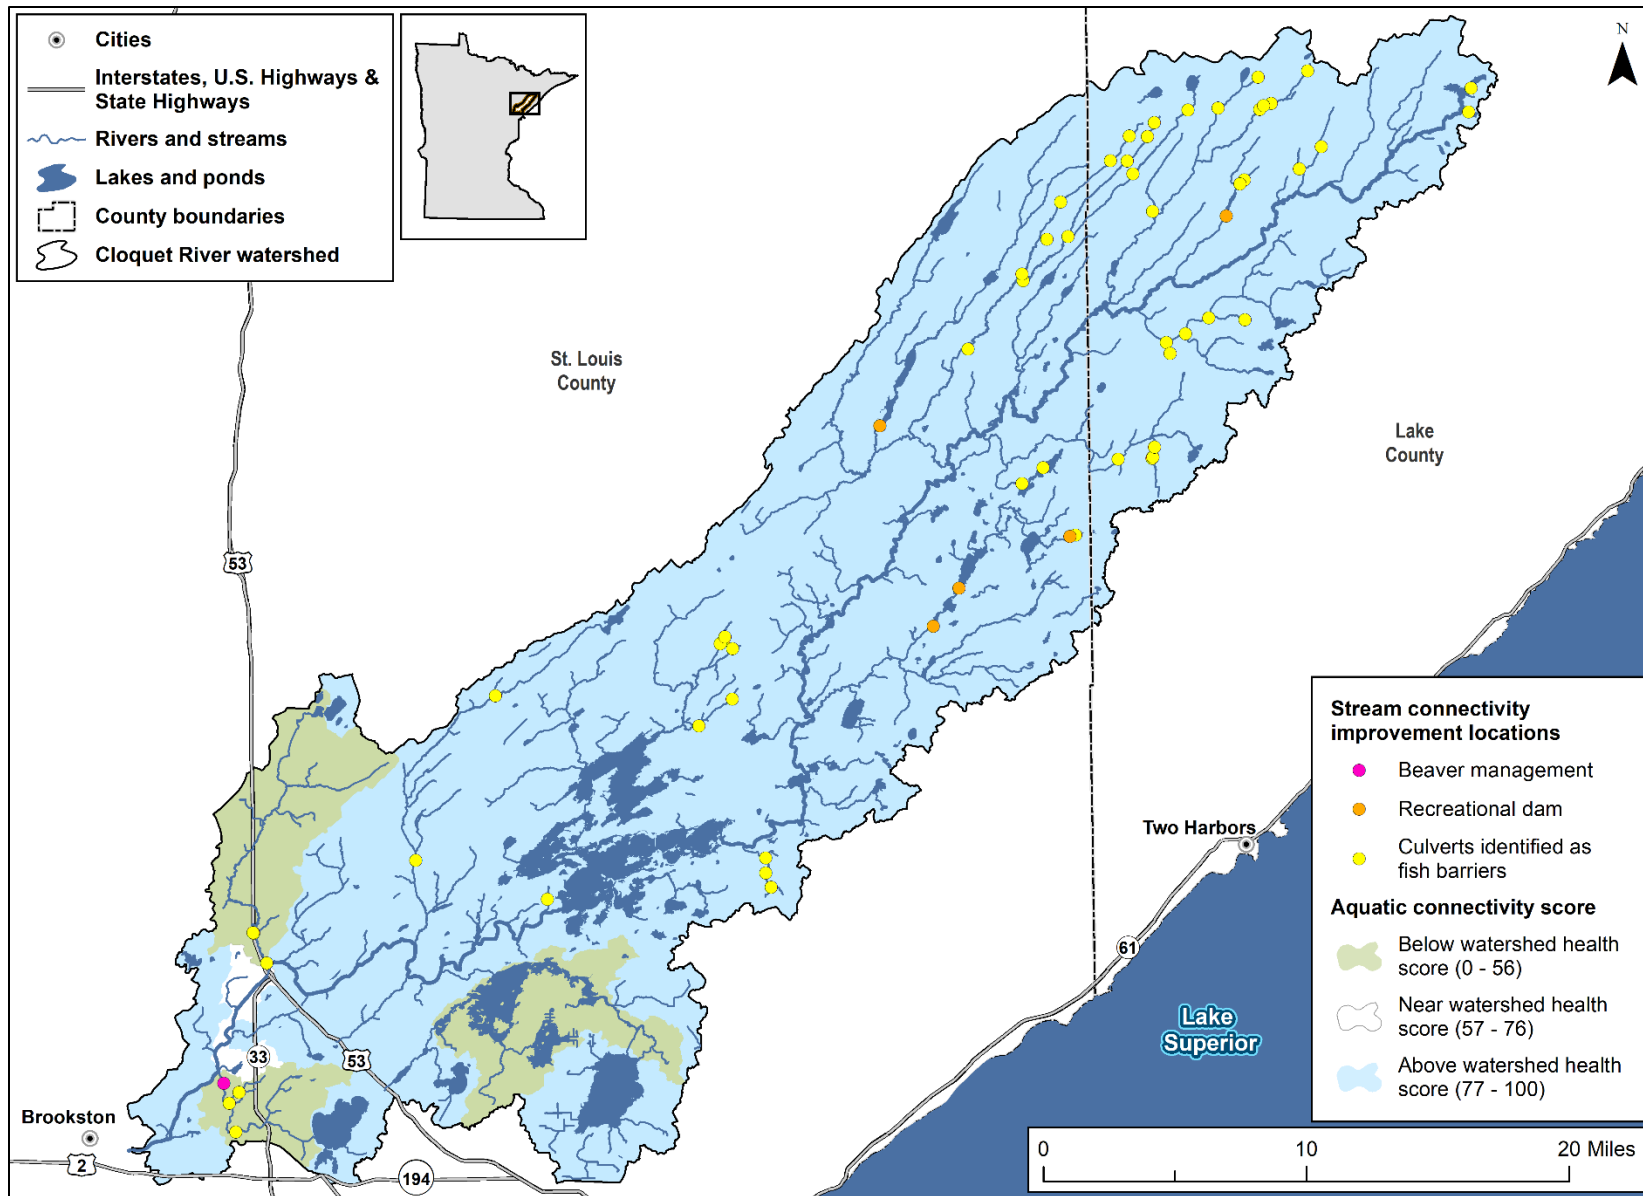 Cities
Interstates, U.S. Highways &
State Highways
Rivers and streams
Lakes and ponds
County boundaries
Cloquet River watershed
N
St. Louis
County
Lake
County
53
Two Harbors
61
Lake
Superior
33
53
Brookston
2
194
Stream connectivity
improvement locations
Beaver management
Recreational dam
Culverts identified as
fish barriers
Aquatic connectivity score
Below watershed health
score (0 - 56)
Near watershed health
score (57 - 76)
Above watershed health
score (77 - 100)
0 10 20 Miles